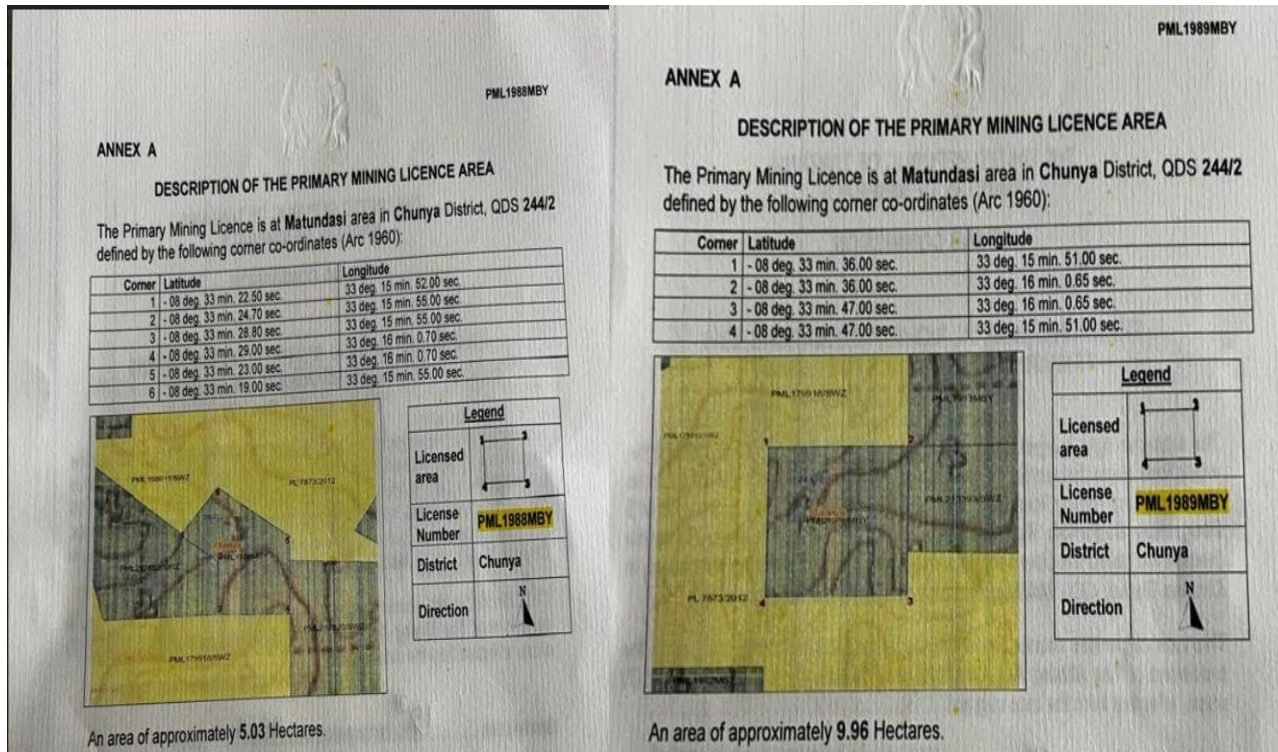 PML1988MBY
ANNEX A
DESCRIPTION OF THE PRIMARY MINING LICENCE AREA
The Primary Mining Licence is at Matundasi area in Chunya District, QDS 244/2
defined by the following corner co-ordinates (Arc 1960):
Corner Latitude Longitude
1 - 08 deg. 33 min. 22.50 sec. 33 deg. 15 min. 52.00 sec.
2 - 08 deg. 33 min. 24.70 sec. 33 deg. 15 min. 55.00 sec.
3 - 08 deg. 33 min. 28.80 sec. 33 deg. 15 min. 55.00 sec.
4 - 08 deg. 33 min. 29.00 sec. 33 deg. 16 min. 0.70 sec.
5 - 08 deg. 33 min. 23.00 sec. 33 deg. 16 min. 0.70 sec.
6 - 08 deg. 33 min. 19.00 sec. 33 deg. 15 min. 55.00 sec.
PL 7873/2012
Legend
Licensed
area
License
Number PML1988MBY
District Chunya
Direction N
An area of approximately 5.03 Hectares.
PML1989MBY
ANNEX A
DESCRIPTION OF THE PRIMARY MINING LICENCE AREA
The Primary Mining Licence is at Matundasi area in Chunya District, QDS 244/2
defined by the following corner co-ordinates (Arc 1960):
Corner Latitude Longitude
1 - 08 deg. 33 min. 36.00 sec. 33 deg. 15 min. 51.00 sec.
2 - 08 deg. 33 min. 36.00 sec. 33 deg. 16 min. 0.65 sec.
3 - 08 deg. 33 min. 47.00 sec. 33 deg. 16 min. 0.65 sec.
4 - 08 deg. 33 min. 47.00 sec. 33 deg. 15 min. 51.00 sec.
1
2
PL 7873/2012
4
3
Legend
Licensed
area
License
Number PML1989MBY
District Chunya
Direction N
An area of approximately 9.96 Hectares.